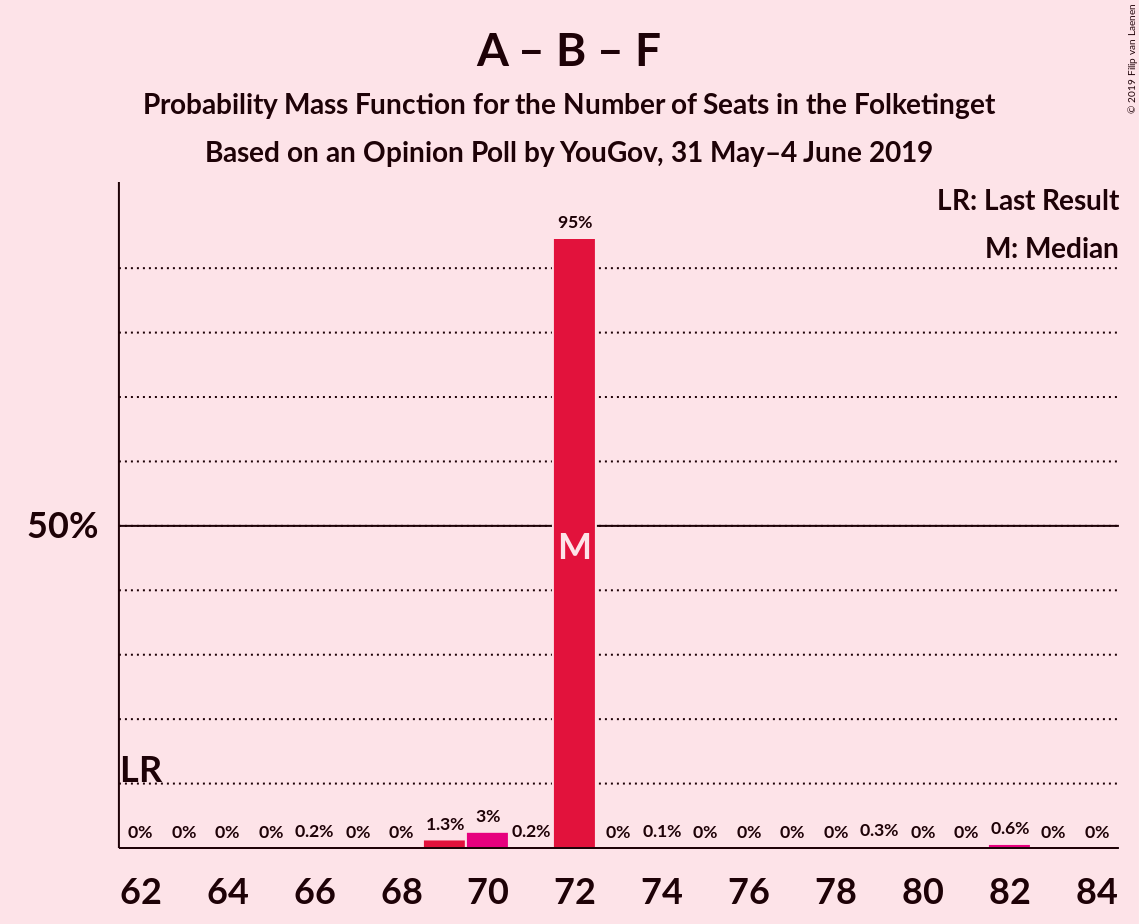 A – B – F
Probability Mass Function for the Number of Seats in the Folketinget
Based on an Opinion Poll by YouGov, 31 May–4 June 2019
© 2019 Filip van Laenen
LR: Last Result
M: Median
95%
50%
M
LR
0% 0% 0% 0% 0.2% 0% 0% 1.3% 3% 0.2% 0% 0.1% 0% 0% 0% 0% 0.3% 0% 0% 0.6% 0% 0%
62 64 66 68 70 72 74 76 78 80 82 84